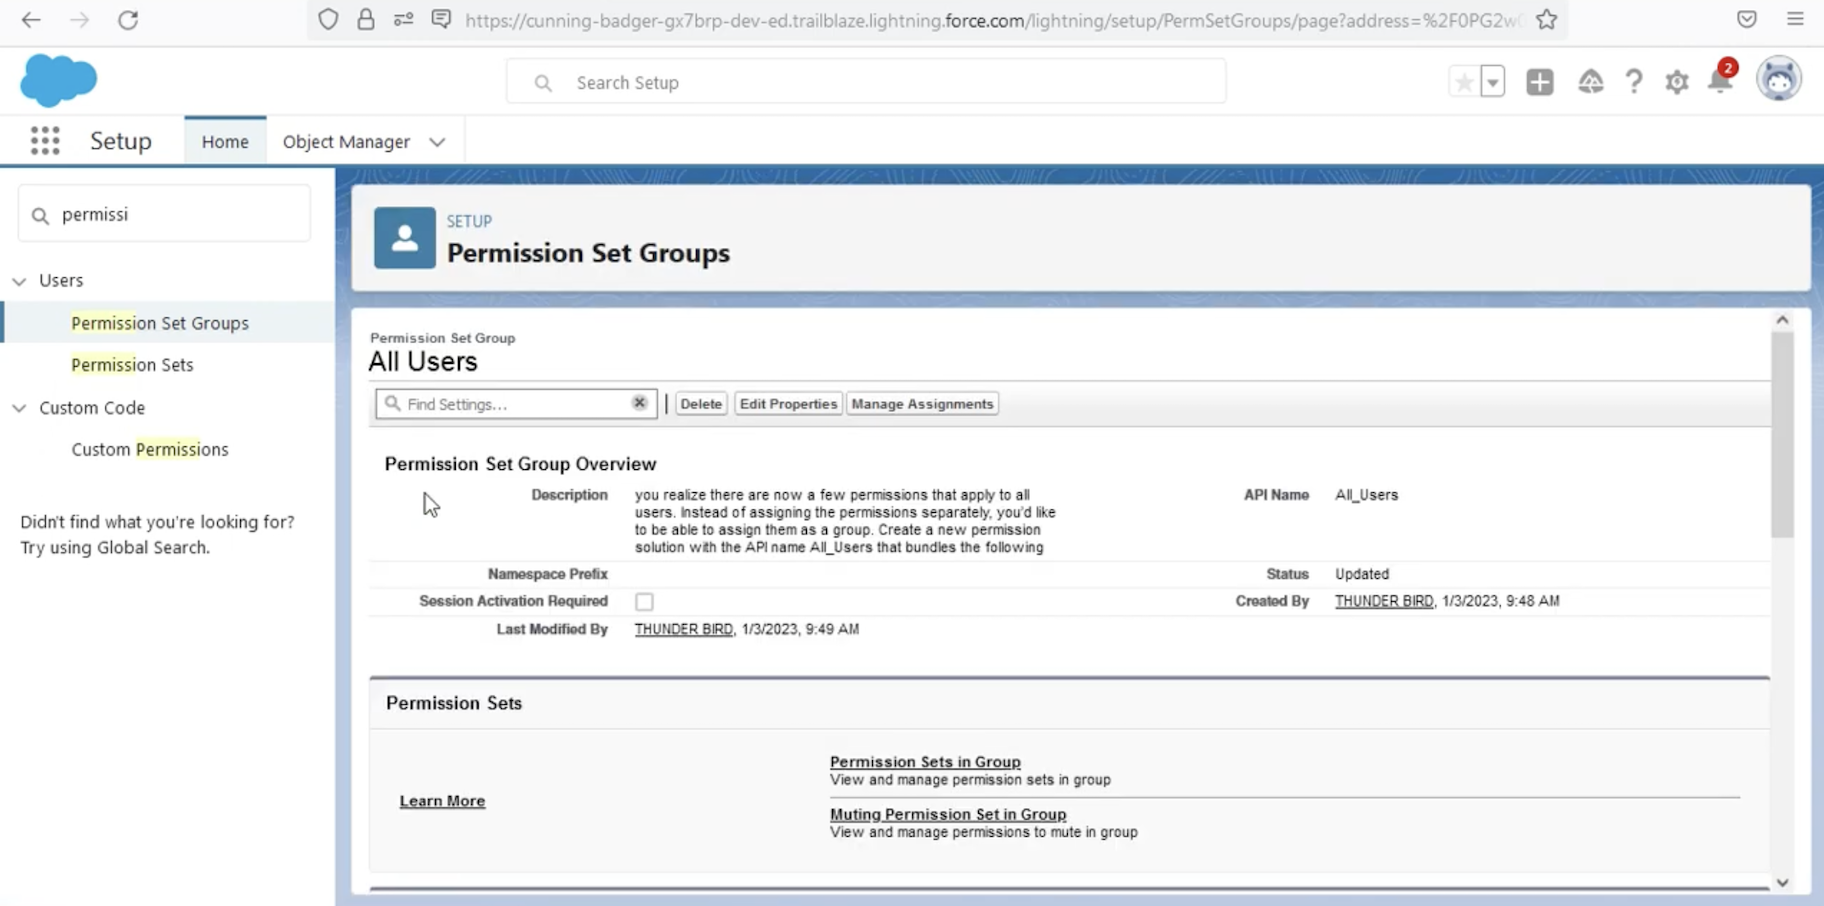 https://cunning-badger-gx7brp-dev-ed.trailblaze.lightning.force.com/lightning/setup/PermSetGroups/page?address=%2F0PG2w
Search Setup
2
Setup
Home
Object Manager
permissi
Users
Permission Set Groups
Permission Sets
Custom Code
Custom Permissions
Didn't find what you're looking for?
Try using Global Search.
SETUP
Permission Set Groups
Permission Set Group
All Users
Find Settings...
Delete
Edit Properties
Manage Assignments
Permission Set Group Overview
Description
you realize there are now a few permissions that apply to all
users. Instead of assigning the permissions separately, you'd like
to be able to assign them as a group. Create a new permission
solution with the API name All_Users that bundles the following
API Name
All_Users
Namespace Prefix
Status
Updated
Session Activation Required
Created By
THUNDER BIRD, 1/3/2023, 9:48 AM
Last Modified By
THUNDER BIRD, 1/3/2023, 9:49 AM
Permission Sets
Learn More
Permission Sets in Group
View and manage permission sets in group
Muting Permission Set in Group
View and manage permissions to mute in group